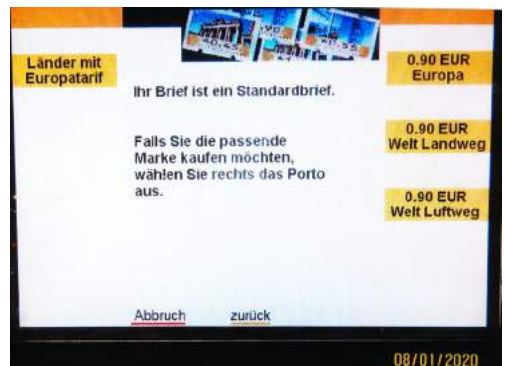 Länder mit
Europatarif
Ihr Brief ist ein Standardbrief.
Falls Sie die passende
Marke kaufen möchten,
wählen Sie rechts das Porto
aus.
0.90 EUR
Europa
0.90 EUR
Welt Landweg
0.90 EUR
Welt Luftweg
Abbruch
zurück
08/01/2020